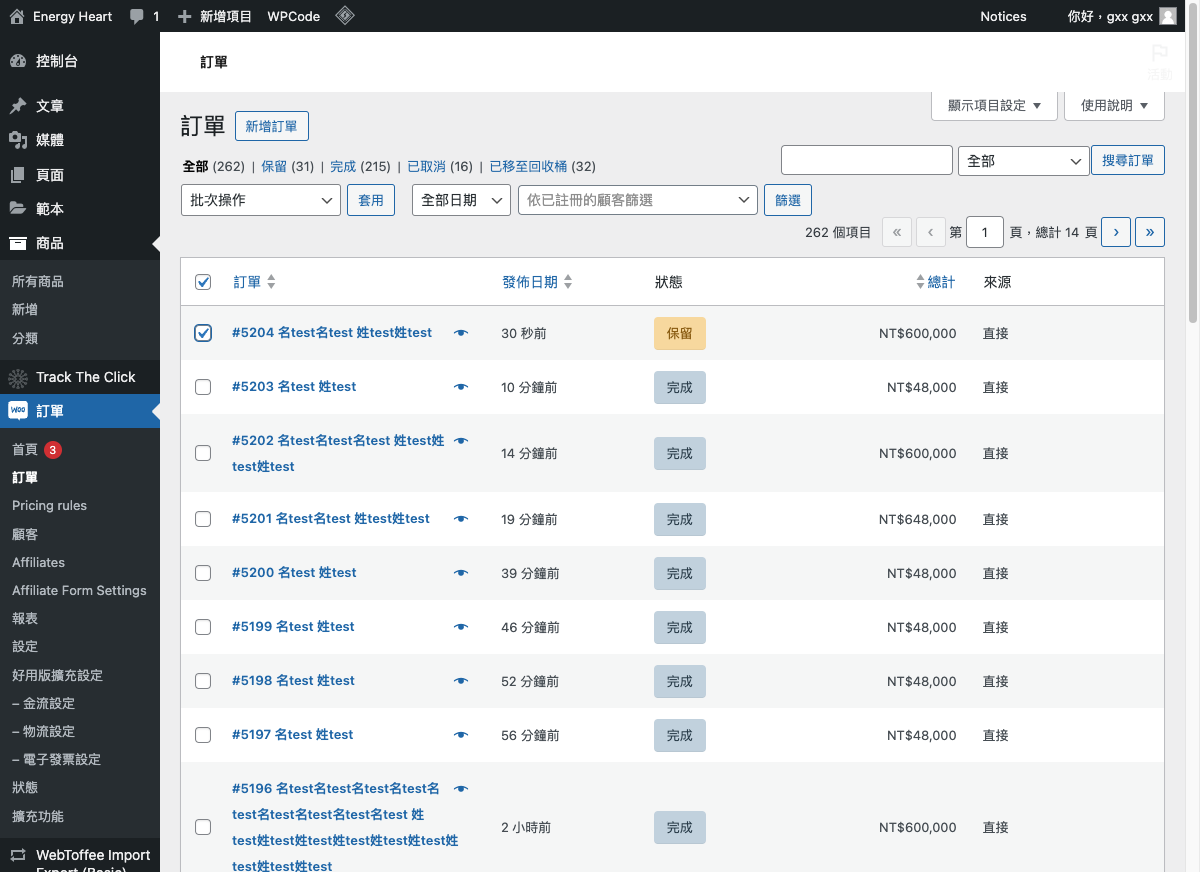 Energy Heart 1 新增項目 WPCode Notices 你好，gxx gxx
控制台
文章
媒體
頁面
範本
商品
所有商品
新增
分類
Track The Click
訂單
首頁 3
訂單
Pricing rules
顧客
Affiliates
Affiliate Form Settings
報表
設定
好用版擴充設定
– 金流設定
– 物流設定
– 電子發票設定
狀態
擴充功能
WebToffee Import
Export (Basic)
訂單
活動
顯示項目設定 ▼ 使用說明 ▼
訂單 新增訂單
全部 (262) | 保留 (31) | 完成 (215) | 已取消 (16) | 已移至回收桶 (32)
全部 搜尋訂單
批次操作 套用 全部日期 依已註冊的顧客篩選 篩選
262 個項目 « ‹ 第 1 頁，總計 14 頁 › »
訂單 發佈日期 狀態 總計 來源
#5204 名test名test 姓test姓test 30 秒前 保留 NT$600,000 直接
#5203 名test 姓test 10 分鐘前 完成 NT$48,000 直接
#5202 名test名test名test 姓test姓
test姓test 14 分鐘前 完成 NT$600,000 直接
#5201 名test名test 姓test姓test 19 分鐘前 完成 NT$648,000 直接
#5200 名test 姓test 39 分鐘前 完成 NT$48,000 直接
#5199 名test 姓test 46 分鐘前 完成 NT$48,000 直接
#5198 名test 姓test 52 分鐘前 完成 NT$48,000 直接
#5197 名test 姓test 56 分鐘前 完成 NT$48,000 直接
#5196 名test名test名test名test名
test名test名test名test名test 姓
test姓test姓test姓test姓test姓test姓
test姓test姓test 2 小時前 完成 NT$600,000 直接